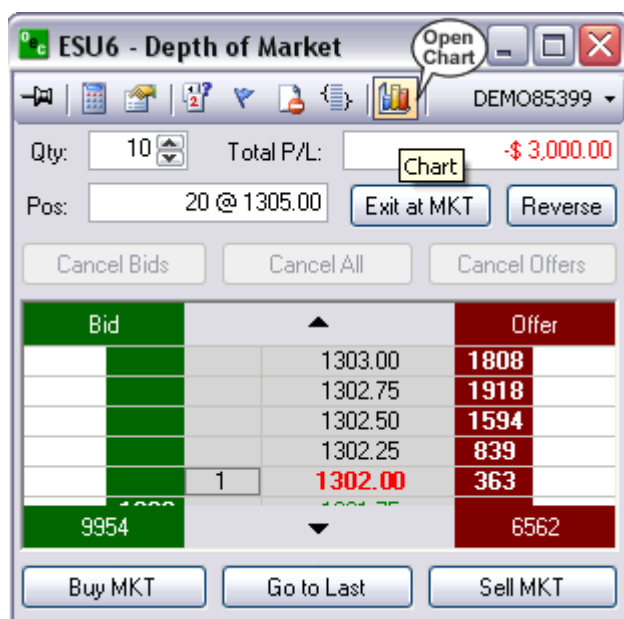 OEC ESU6 - Depth of Market
Open Chart
DEMO85399
Qty: 10 Total P/L: -$ 3,000.00
Chart
Pos: 20 @ 1305.00 Exit at MKT Reverse
Cancel Bids Cancel All Cancel Offers
Bid Offer
1303.00 1808
1302.75 1918
1302.50 1594
1302.25 839
1 1302.00 363
9954 6562
Buy MKT Go to Last Sell MKT